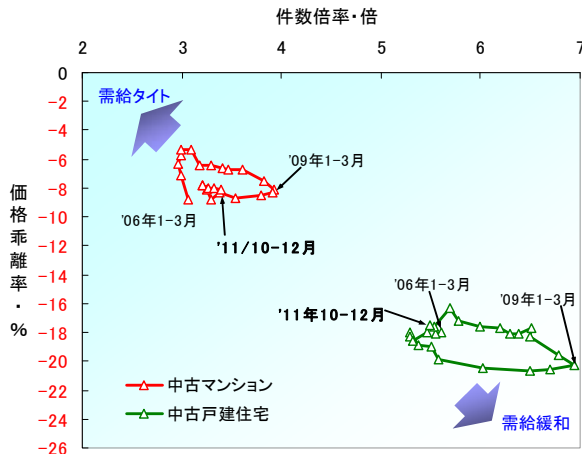 件数倍率・倍
2 3 4 5 6 7
0
-2
-4
-6
-8
-10
-12
-14
-16
-18
-20
-22
-24
-26
価格乖離率・%
需給タイト
'09年1-3月
'06年1-3月
'11/10-12月
'06年1-3月
'09年1-3月
'11年10-12月
中古マンション
中古戸建住宅
需給緩和